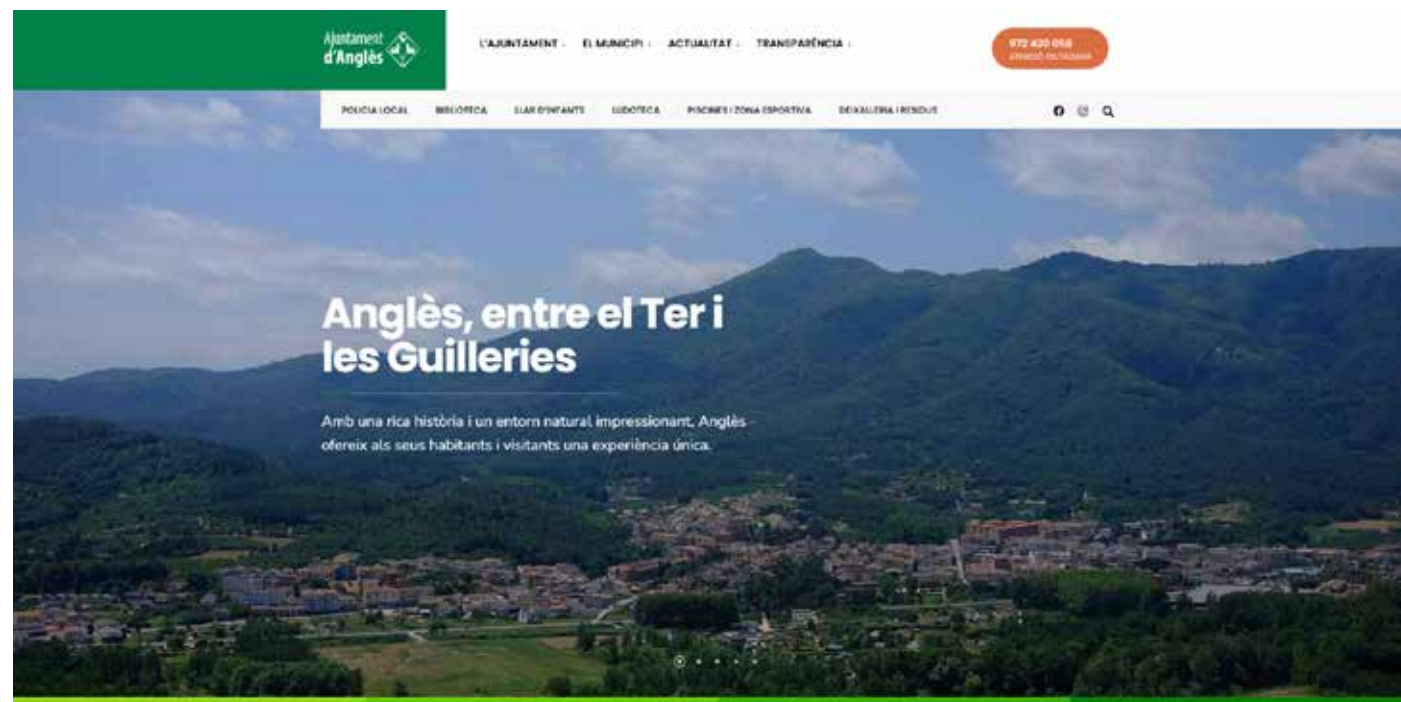 Ajuntament
d'Anglès
L'AJUNTAMENT
EL MUNICIPI
ACTUALITAT
TRANSPARÈNCIA
972 420 058
ATENCIÓ CIUTADANA
POLICIA LOCAL
BIBLIOTECA
LLAR D'INFANTS
LUDOTECA
PISCINES I ZONA ESPORTIVA
DEIXALLERIA I RESIDUS
Anglès, entre el Ter i
les Guilleries
Amb una rica història i un entorn natural impressionant, Anglès
ofereix als seus habitants i visitants una experiència única.